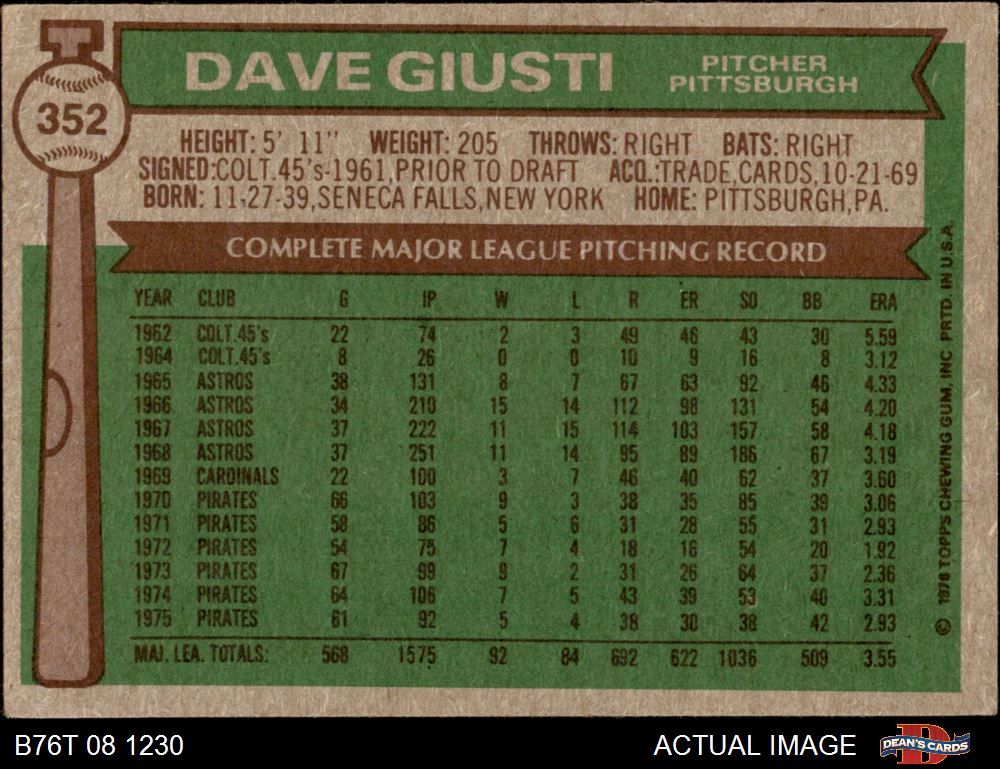 DAVE GIUSTI PITCHER PITTSBURGH
352
HEIGHT: 5' 11" WEIGHT: 205 THROWS: RIGHT BATS: RIGHT
SIGNED:COLT.45's-1961,PRIOR TO DRAFT ACQ.:TRADE,CARDS,10-21-69
BORN: 11-27-39,SENECA FALLS,NEW YORK HOME: PITTSBURGH,PA.
COMPLETE MAJOR LEAGUE PITCHING RECORD
YEAR CLUB G IP W L R ER SO BB ERA
1962 COLT.45's 22 74 2 3 49 46 43 30 5.59
1964 COLT.45's 8 26 0 0 10 9 16 8 3.12
1965 ASTROS 38 131 8 7 67 63 92 46 4.33
1966 ASTROS 34 210 15 14 112 98 131 54 4.20
1967 ASTROS 37 222 11 15 114 103 157 58 4.18
1968 ASTROS 37 251 11 14 95 89 186 67 3.19
1969 CARDINALS 22 100 3 7 46 40 62 37 3.60
1970 PIRATES 66 103 9 3 38 35 85 39 3.06
1971 PIRATES 58 86 5 6 31 28 55 31 2.93
1972 PIRATES 54 75 7 4 18 16 54 20 1.92
1973 PIRATES 67 99 9 2 31 26 64 37 2.36
1974 PIRATES 64 106 7 5 43 39 53 40 3.31
1975 PIRATES 61 92 5 4 38 30 38 42 2.93
MAJ. LEA. TOTALS: 568 1575 92 84 692 622 1036 509 3.55
© 1976 TOPPS CHEWING GUM, INC PRTD. IN U.S.A.
B76T 08 1230 ACTUAL IMAGE DEAN'S CARDS